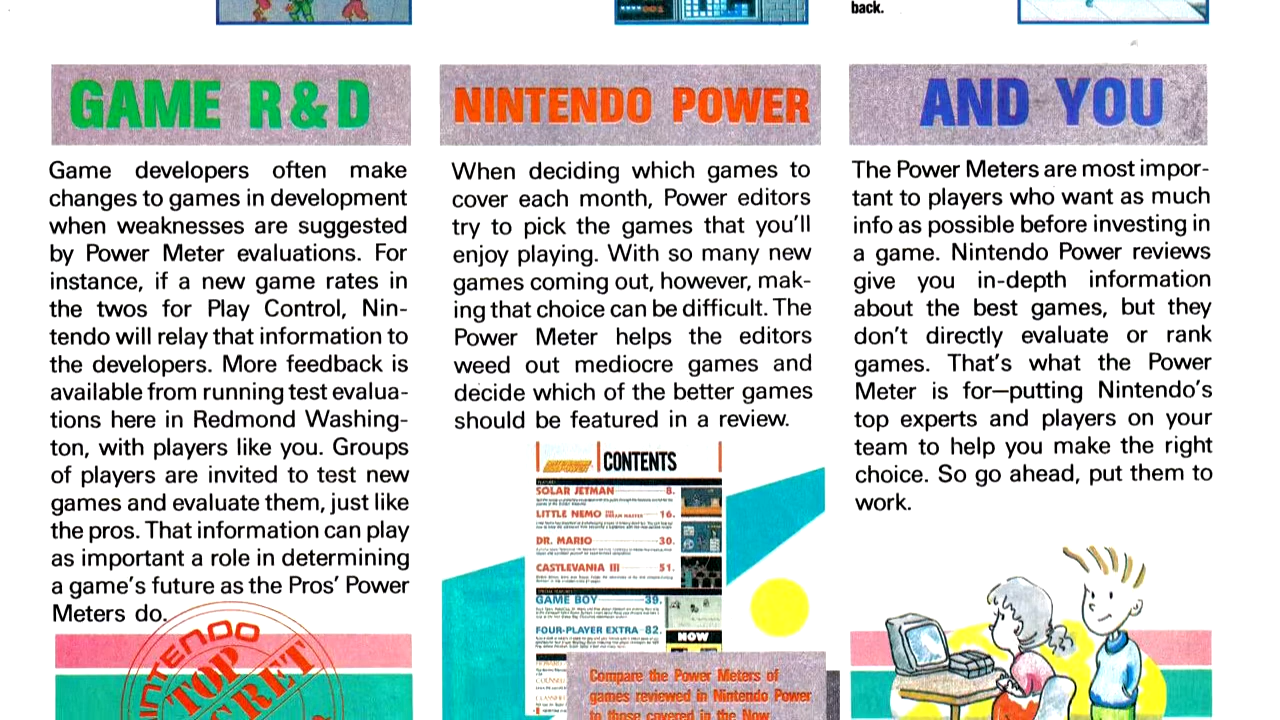 back.
GAME R&D
Game developers often make
changes to games in development
when weaknesses are suggested
by Power Meter evaluations. For
instance, if a new game rates in
the twos for Play Control, Nin-
tendo will relay that information to
the developers. More feedback is
available from running test evalua-
tions here in Redmond Washing-
ton, with players like you. Groups
of players are invited to test new
games and evaluate them, just like
the pros. That information can play
as important a role in determining
a game's future as the Pros' Power
Meters do.
NINTENDO
TOP
SECRET
NINTENDO POWER
When deciding which games to
cover each month, Power editors
try to pick the games that you'll
enjoy playing. With so many new
games coming out, however, mak-
ing that choice can be difficult. The
Power Meter helps the editors
weed out mediocre games and
decide which of the better games
should be featured in a review.
CONTENTS
SOLAR JETMAN 8.
LITTLE NEMO THE DREAM MASTER 16.
DR. MARIO 30.
CASTLEVANIA III 51.
GAME BOY 39.
FOUR-PLAYER EXTRA 82.
NOW
Compare the Power Meters of
games reviewed in Nintendo Power
to those covered in the Now
AND YOU
The Power Meters are most impor-
tant to players who want as much
info as possible before investing in
a game. Nintendo Power reviews
give you in-depth information
about the best games, but they
don't directly evaluate or rank
games. That's what the Power
Meter is for—putting Nintendo's
top experts and players on your
team to help you make the right
choice. So go ahead, put them to
work.